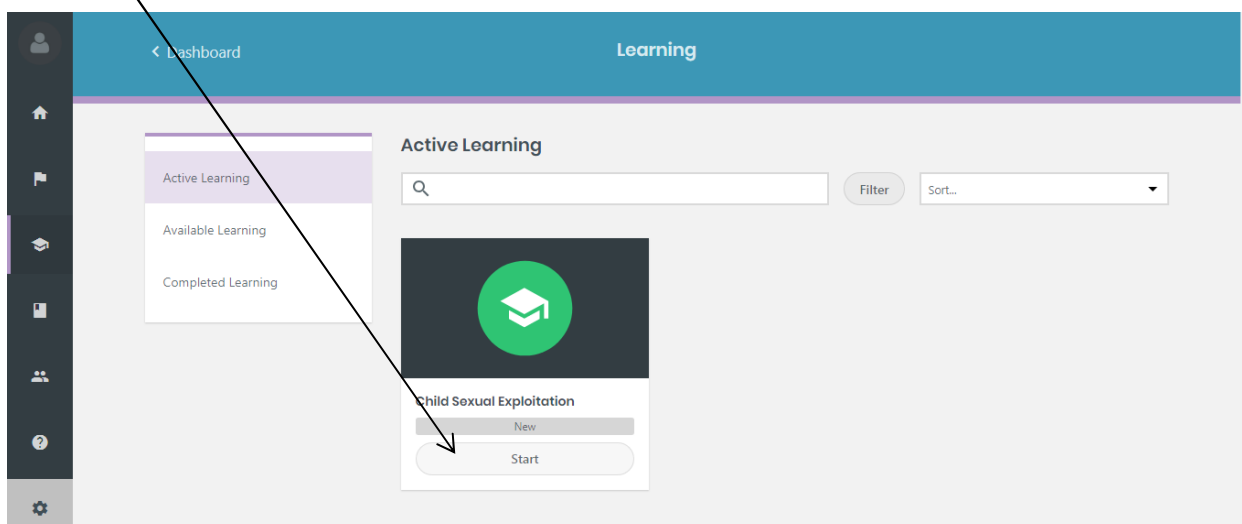 Dashboard
Learning
Active Learning
Available Learning
Completed Learning
Active Learning
Filter
Sort...
Child Sexual Exploitation
New
Start